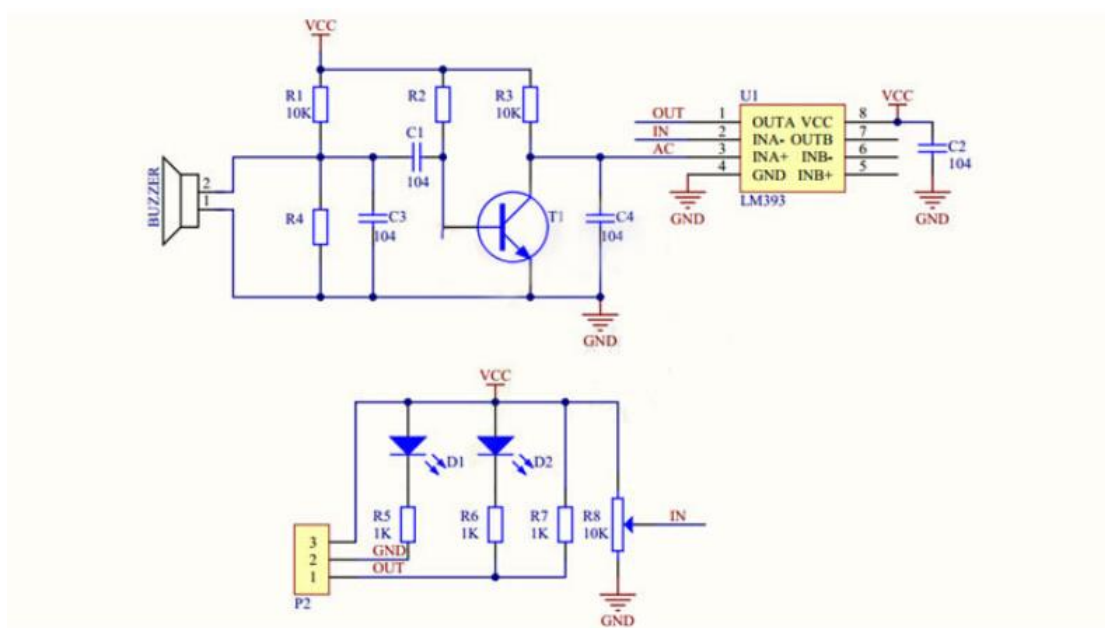 VCC
R1
10K
R2
R3
10K
C1
104
BUZZER
2
1
R4
C3
104
T1
C4
104
U1
OUT
IN
AC
1
2
3
4
OUTA VCC
INA- OUTB
INA+ INB-
GND INB+
8
7
6
5
LM393
VCC
C2
104
GND
GND
GND
VCC
D1
D2
R5
1K
R6
1K
R7
1K
R8
10K
IN
3
2
1
GND
OUT
P2
GND